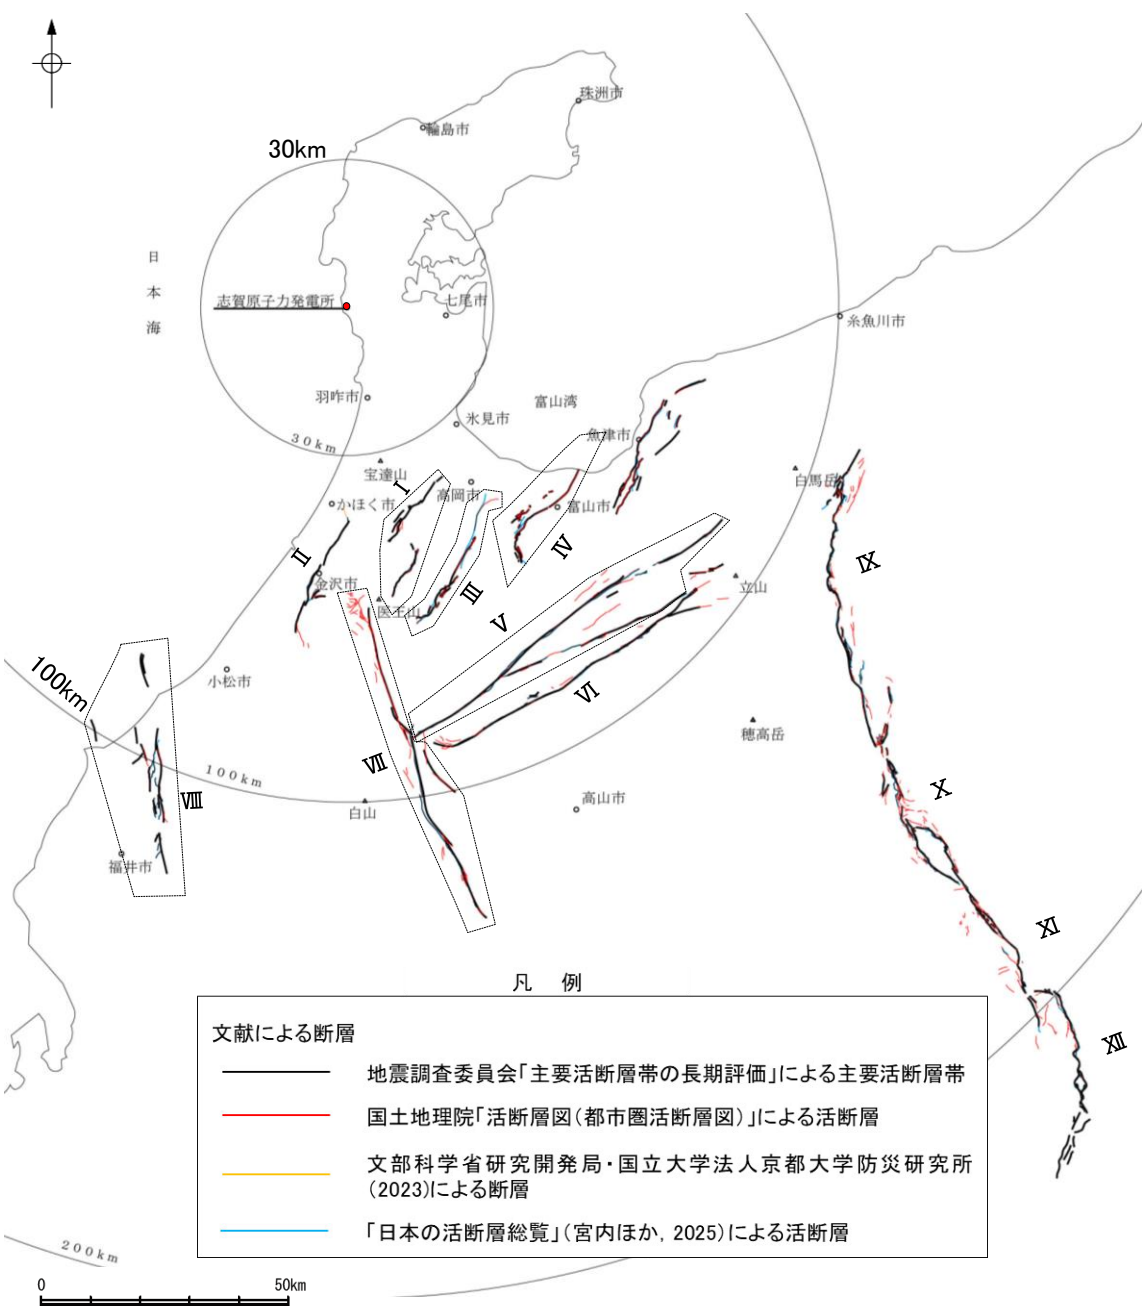 珠洲市
輪島市
30km
日本海
志賀原子力発電所
七尾市
糸魚川市
羽咋市
富山湾
氷見市
魚津市
30km
宝達山
白馬岳
Ⅰ
高岡市
かほく市
富山市
Ⅱ
Ⅳ
Ⅸ
金沢市
立山
Ⅲ
医王山
Ⅴ
100km
小松市
Ⅵ
穂高岳
Ⅶ
100km
Ⅹ
Ⅷ
白山
高山市
福井市
Ⅺ
凡 例
Ⅻ
文献による断層
地震調査委員会「主要活断層帯の長期評価」による主要活断層帯
国土地理院「活断層図(都市圏活断層図)」による活断層
文部科学省研究開発局・国立大学法人京都大学防災研究所
(2023)による断層
「日本の活断層総覧」(宮内ほか, 2025)による活断層
200km
0 50km